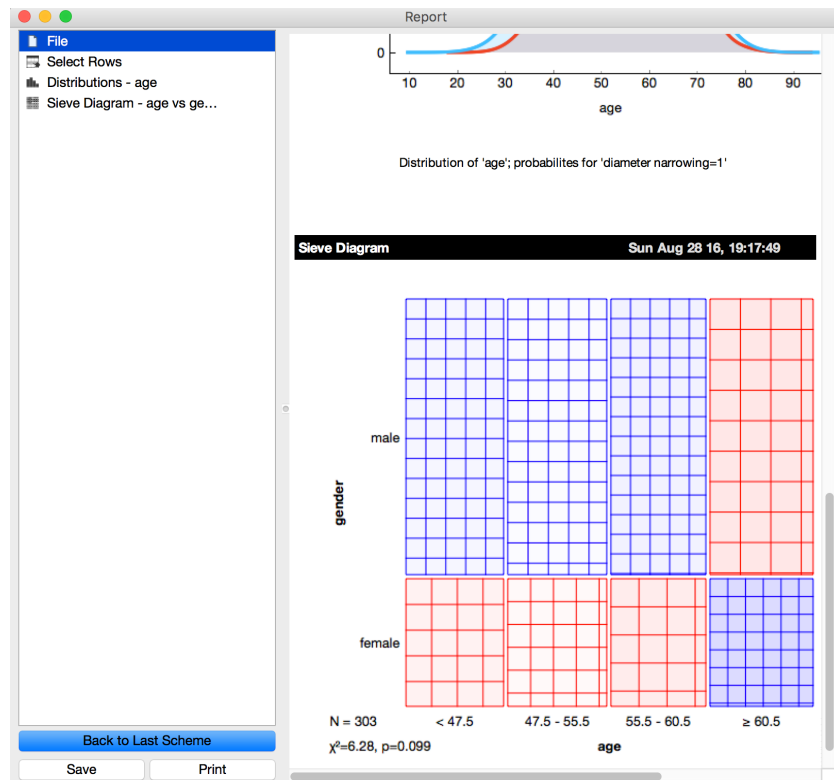 Report
File
Select Rows
Distributions - age
Sieve Diagram - age vs ge…
Back to Last Scheme
Save Print
0
10 20 30 40 50 60 70 80 90
age
Distribution of 'age'; probabilites for 'diameter narrowing=1'
Sieve Diagram Sun Aug 28 16, 19:17:49
male
gender
female
N = 303 < 47.5 47.5 - 55.5 55.5 - 60.5 ≥ 60.5
χ²=6.28, p=0.099 age